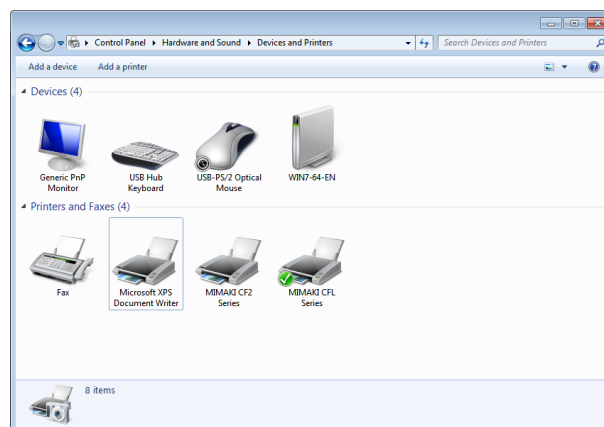 Control Panel Hardware and Sound Devices and Printers
Search Devices and Printers
Add a device Add a printer
Devices (4)
Generic PnP
Monitor
USB Hub
Keyboard
USB-PS/2 Optical
Mouse
WIN7-64-EN
Printers and Faxes (4)
Fax
Microsoft XPS
Document Writer
MIMAKI CF2
Series
MIMAKI CFL
Series
8 items